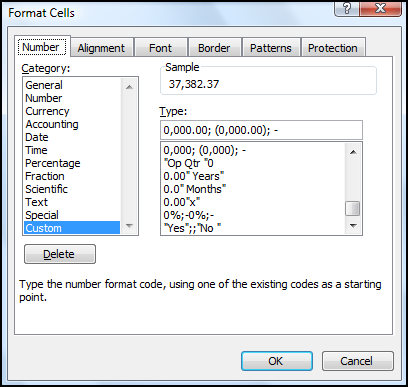 Format Cells
Number Alignment Font Border Patterns Protection
Category:
General
Number
Currency
Accounting
Date
Time
Percentage
Fraction
Scientific
Text
Special
Custom
Sample
37,382.37
Type:
0,000.00; (0,000.00); -
0,000; (0,000); -
"Op Qtr "0
0.00" Years"
0.0" Months"
0.00"x"
0%;-0%;-
"Yes";;"No "
Delete
Type the number format code, using one of the existing codes as a starting
point.
OK Cancel